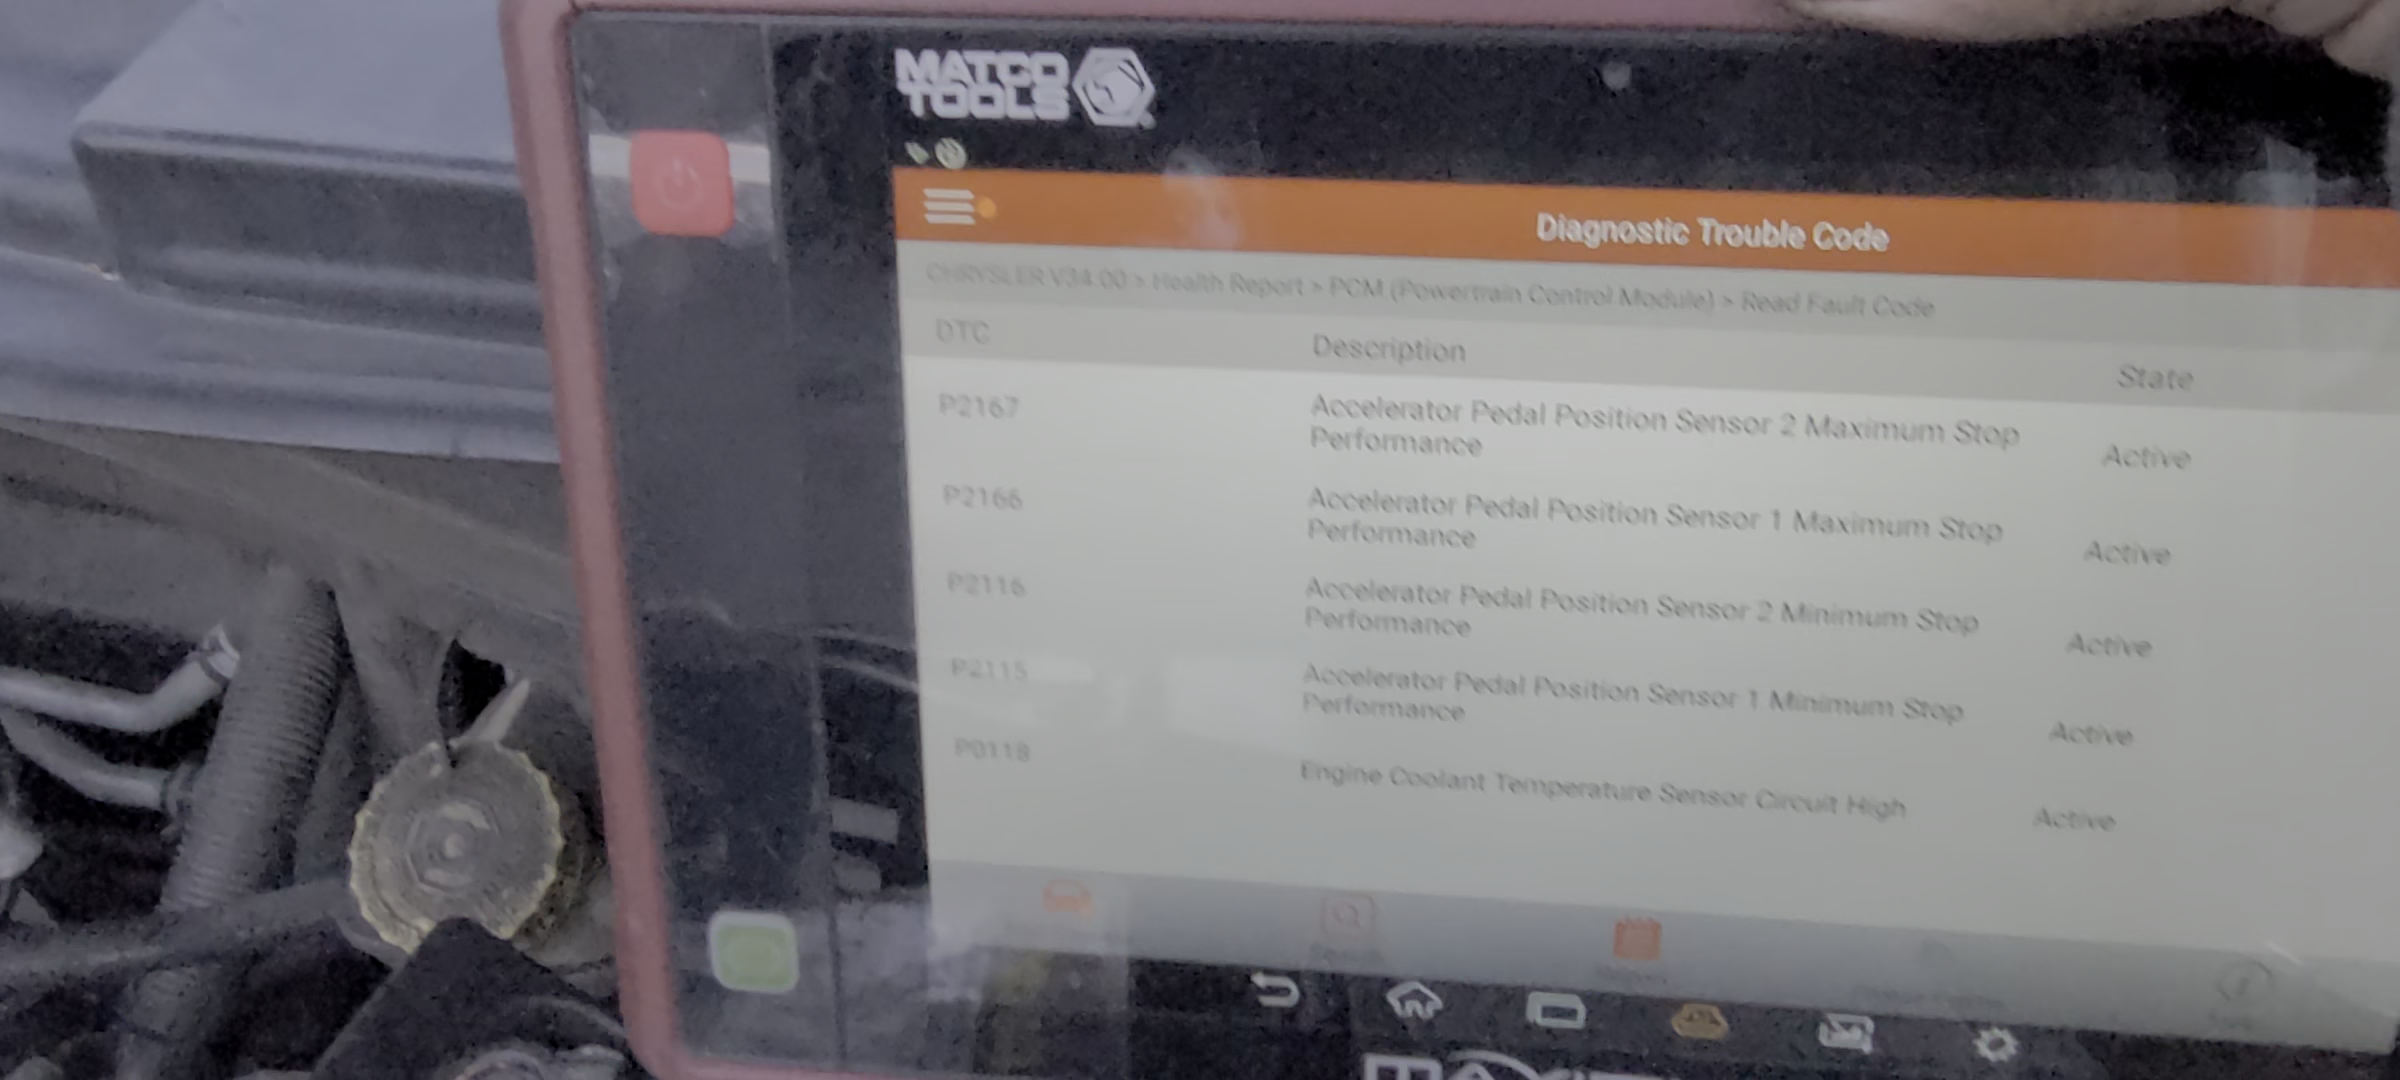 MATCO
TOOLS
Diagnostic Trouble Code
CHRYSLER V34.00 > Health Report > PCM (Powertrain Control Module) > Read Fault Code
DTC Description State
P2167 Accelerator Pedal Position Sensor 2 Maximum Stop
Performance Active
P2166 Accelerator Pedal Position Sensor 1 Maximum Stop
Performance Active
P2116 Accelerator Pedal Position Sensor 2 Minimum Stop
Performance Active
P2115 Accelerator Pedal Position Sensor 1 Minimum Stop
Performance Active
P0118 Engine Coolant Temperature Sensor Circuit High Active